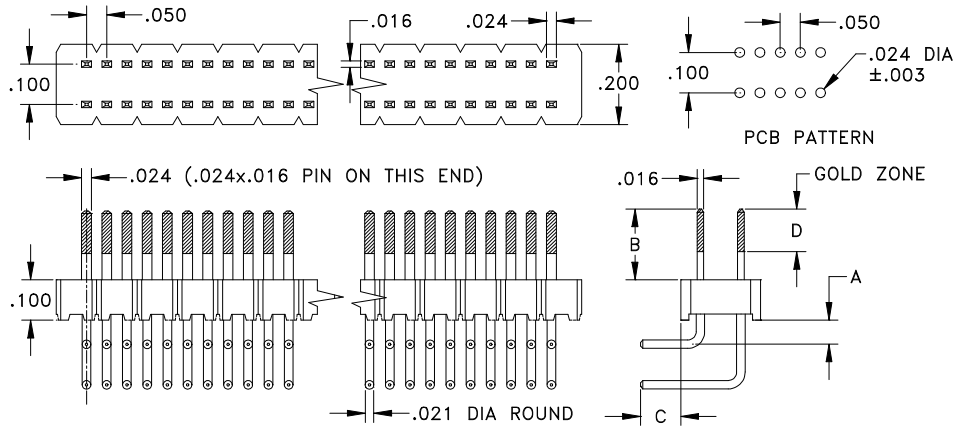 .050
.016
.024
.050
.100
.200
.100
.024 DIA
±.003
PCB PATTERN
.024 (.024x.016 PIN ON THIS END)
.016
GOLD ZONE
B
D
A
.100
C
.021 DIA ROUND